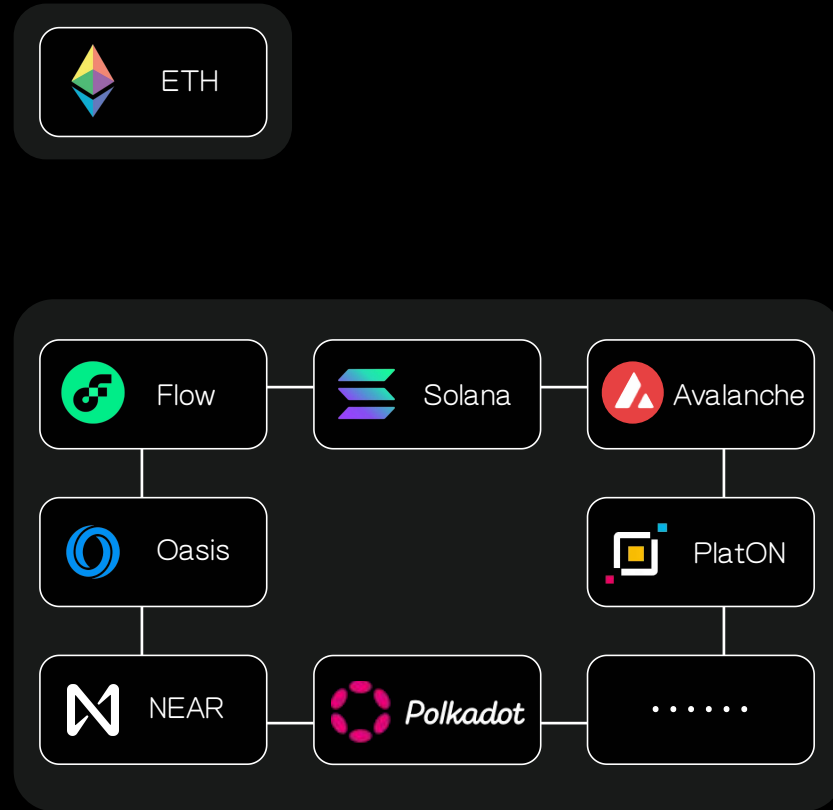 ETH
Flow
Solana
Avalanche
Oasis
PlatON
NEAR
Polkadot
......